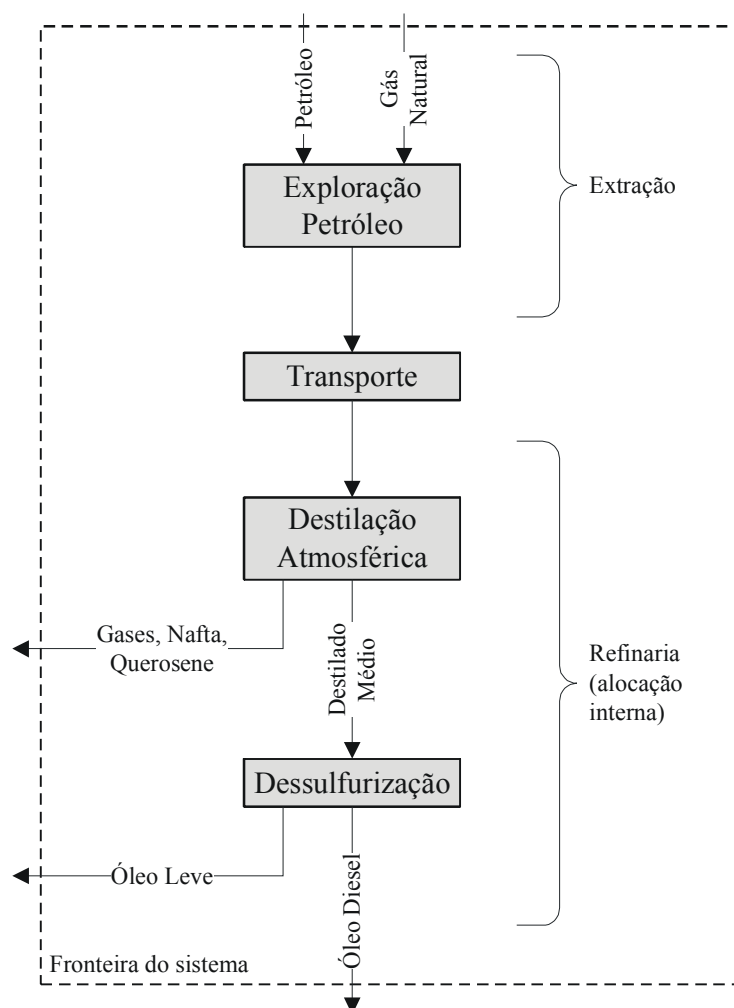 Petróleo
Gás
Natural
Exploração
Petróleo
Extração
Transporte
Destilação
Atmosférica
Gases, Nafta,
Querosene
Destilado
Médio
Refinaria
(alocação
interna)
Dessulfurização
Óleo Leve
Óleo Diesel
Fronteira do sistema